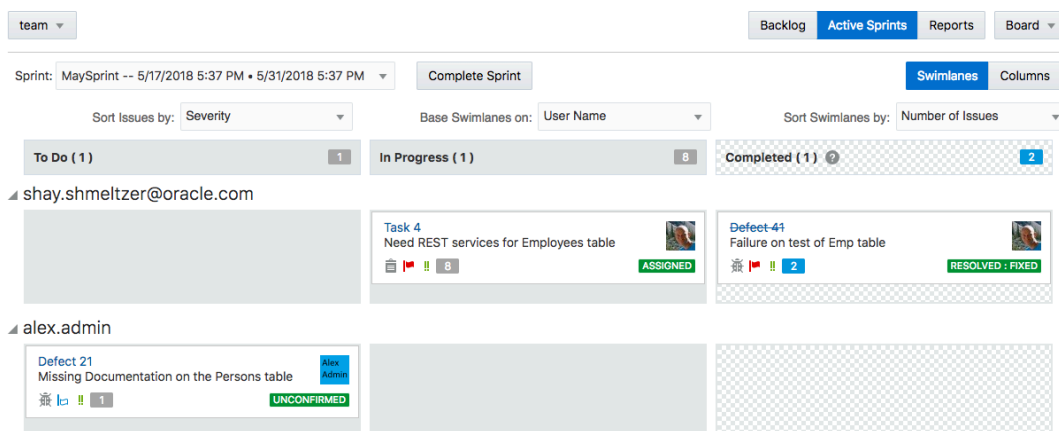 team
Backlog Active Sprints Reports Board
Sprint: MaySprint -- 5/17/2018 5:37 PM • 5/31/2018 5:37 PM Complete Sprint Swimlanes Columns
Sort Issues by: Severity Base Swimlanes on: User Name Sort Swimlanes by: Number of Issues
To Do ( 1 ) 1 In Progress ( 1 ) 8 Completed ( 1 ) ? 2
shay.shmeltzer@oracle.com
Task 4
Need REST services for Employees table
!! 8 ASSIGNED
Defect 41
Failure on test of Emp table
!! 2 RESOLVED : FIXED
alex.admin
Defect 21
Missing Documentation on the Persons table
Alex
Admin
!! 1 UNCONFIRMED